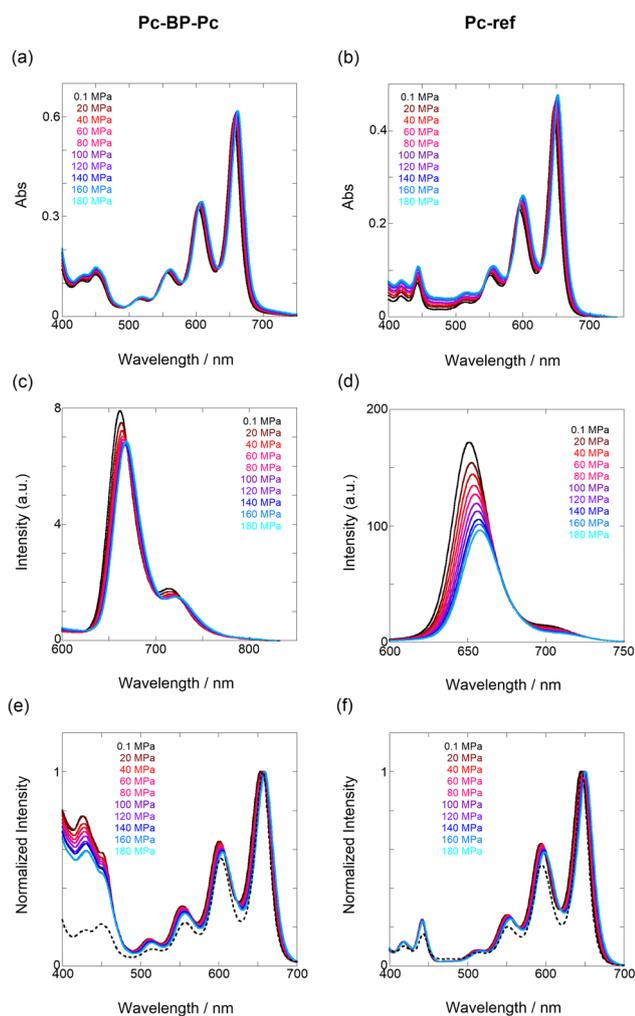 Pc-BP-Pc
Pc-ref
(a)
(b)
0.1 MPa
20 MPa
40 MPa
60 MPa
80 MPa
100 MPa
120 MPa
140 MPa
160 MPa
180 MPa
0.6
0.3
0
Abs
400 500 600 700
Wavelength / nm
0.1 MPa
20 MPa
40 MPa
60 MPa
80 MPa
100 MPa
120 MPa
140 MPa
160 MPa
180 MPa
0.4
0.2
0
Abs
400 500 600 700
Wavelength / nm
(c)
(d)
0.1 MPa
20 MPa
40 MPa
60 MPa
80 MPa
100 MPa
120 MPa
140 MPa
160 MPa
180 MPa
8
4
0
Intensity (a.u.)
600 700 800
Wavelength / nm
0.1 MPa
20 MPa
40 MPa
60 MPa
80 MPa
100 MPa
120 MPa
140 MPa
160 MPa
180 MPa
200
100
0
Intensity (a.u.)
600 650 700 750
Wavelength / nm
(e)
(f)
0.1 MPa
20 MPa
40 MPa
60 MPa
80 MPa
100 MPa
120 MPa
140 MPa
160 MPa
180 MPa
1
0
Normalized Intensity
400 500 600 700
Wavelength / nm
0.1 MPa
20 MPa
40 MPa
60 MPa
80 MPa
100 MPa
120 MPa
140 MPa
160 MPa
180 MPa
1
0
Normalized Intensity
400 500 600 700
Wavelength / nm